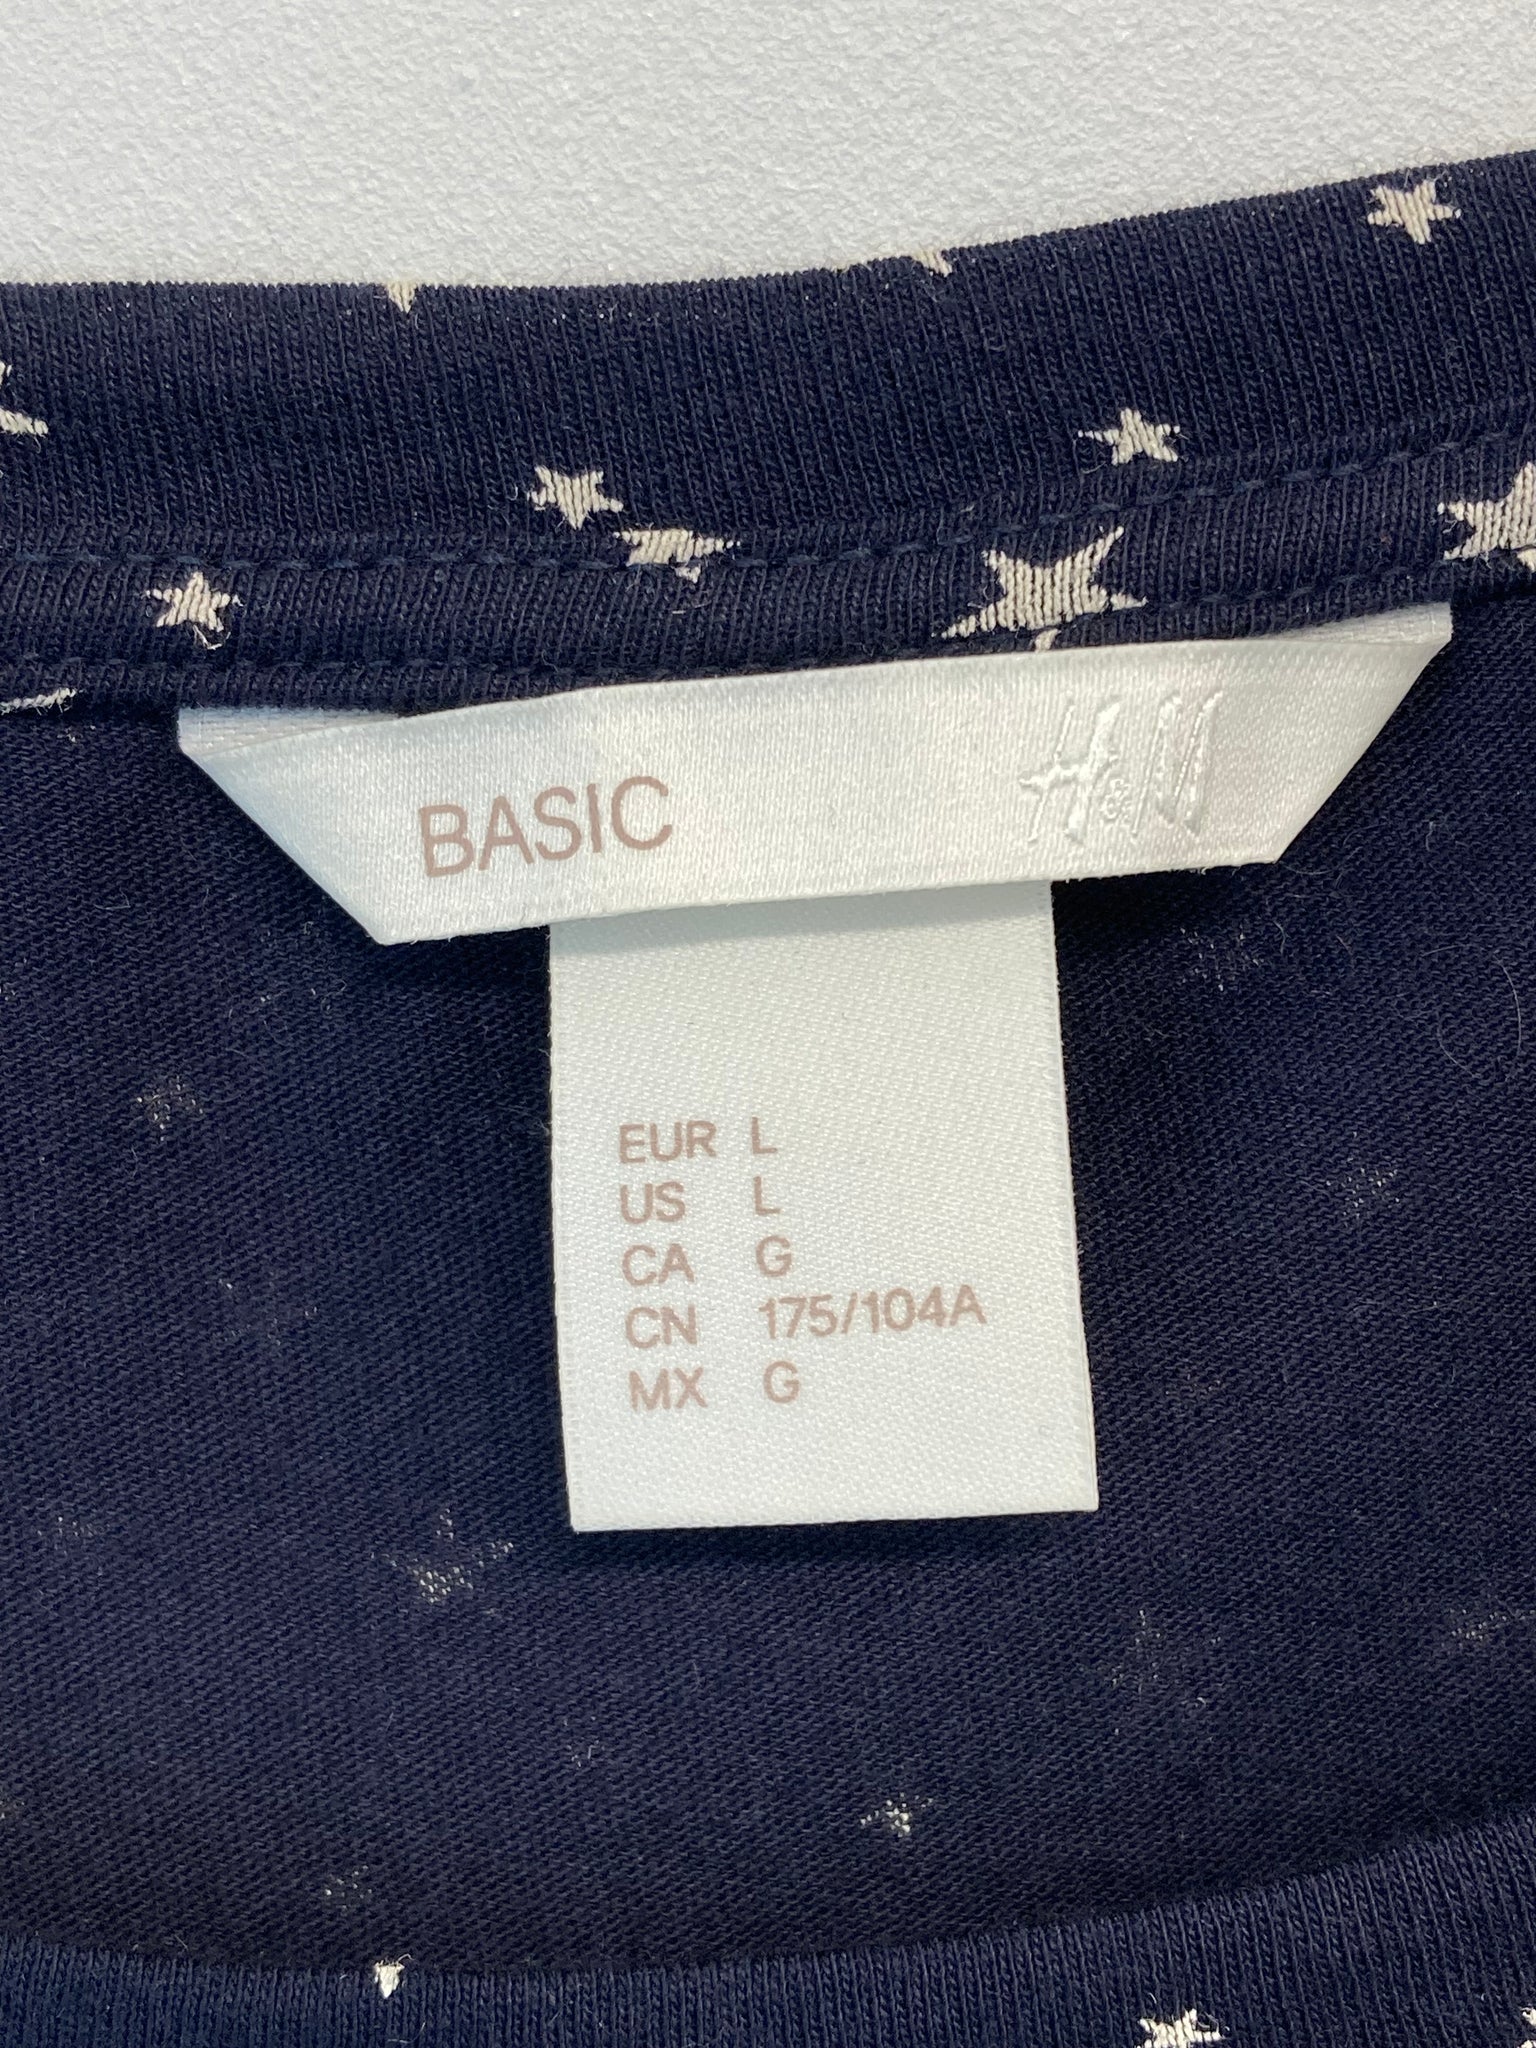 BASIC H&M
EUR L
US L
CA G
CN 175/104A
MX G